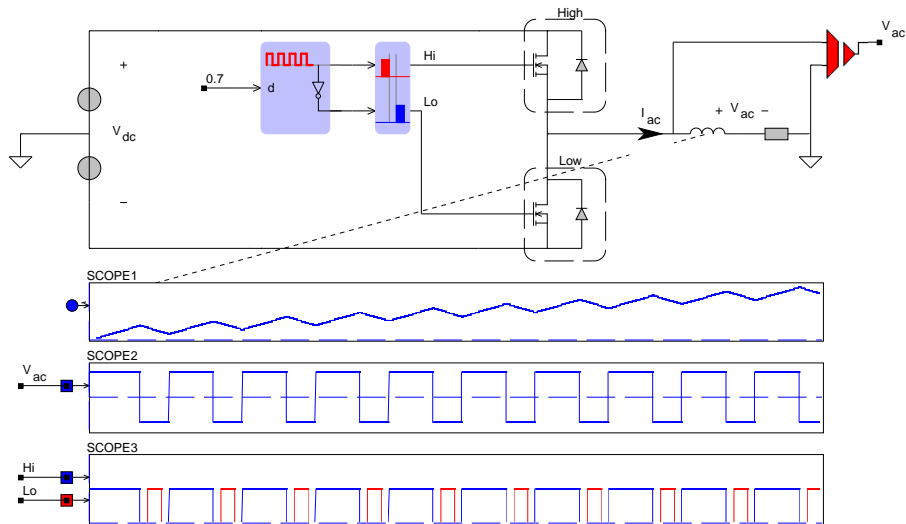 High
V ac
+
0.7
d
Hi
Lo
V dc
I ac
+ V ac −
Low
−
SCOPE1
SCOPE2
V ac
SCOPE3
Hi
Lo